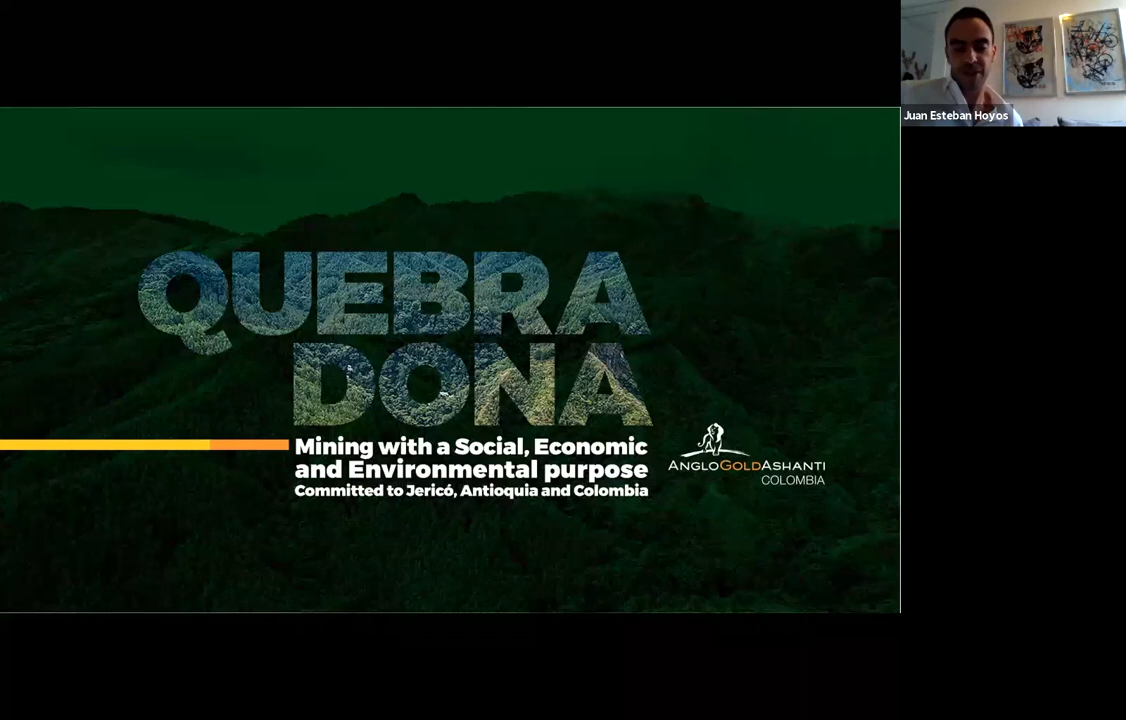 Juan Esteban Hoyos
QUEBRA
DONA
Mining with a Social, Economic
and Environmental purpose
Committed to Jericó, Antioquia and Colombia
ANGLOGOLDASHANTI
COLOMBIA